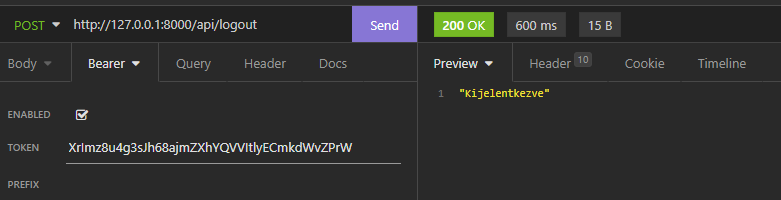 POST http://127.0.0.1:8000/api/logout Send 200 OK 600 ms 15 B
Body Bearer Query Header Docs Preview Header 10 Cookie Timeline
ENABLED
1 "Kijelentkezve"
TOKEN XrImz8u4g3sJh68ajmZXhYQVVItlyECmkdWvZPrW
PREFIX